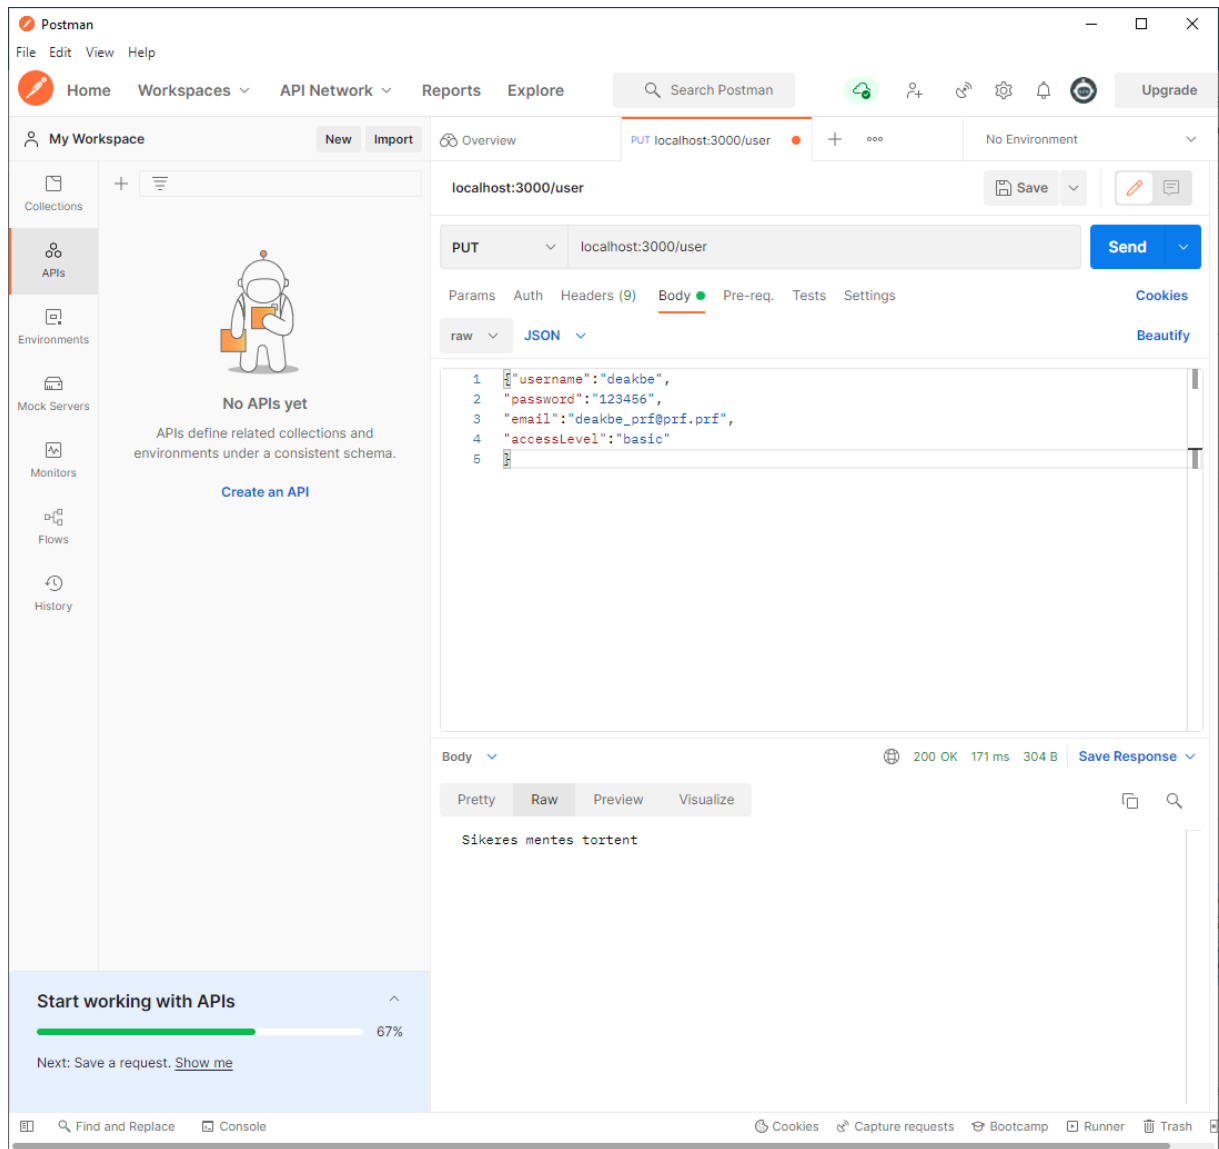 Postman
File Edit View Help
Home Workspaces API Network Reports Explore Search Postman Upgrade
My Workspace New Import Overview PUT localhost:3000/user No Environment
Collections
APIs
Environments
Mock Servers
Monitors
Flows
History
No APIs yet
APIs define related collections and
environments under a consistent schema.
Create an API
Start working with APIs
67%
Next: Save a request. Show me
localhost:3000/user Save
PUT localhost:3000/user Send
Params Auth Headers (9) Body Pre-req. Tests Settings Cookies
raw JSON Beautify
1 {"username":"deakbe",
2 "password":"123456",
3 "email":"deakbe_prf@prf.prf",
4 "accessLevel":"basic"
5 }
Body 200 OK 171 ms 304 B Save Response
Pretty Raw Preview Visualize
Sikeres mentes tortent
Find and Replace Console Cookies Capture requests Bootcamp Runner Trash